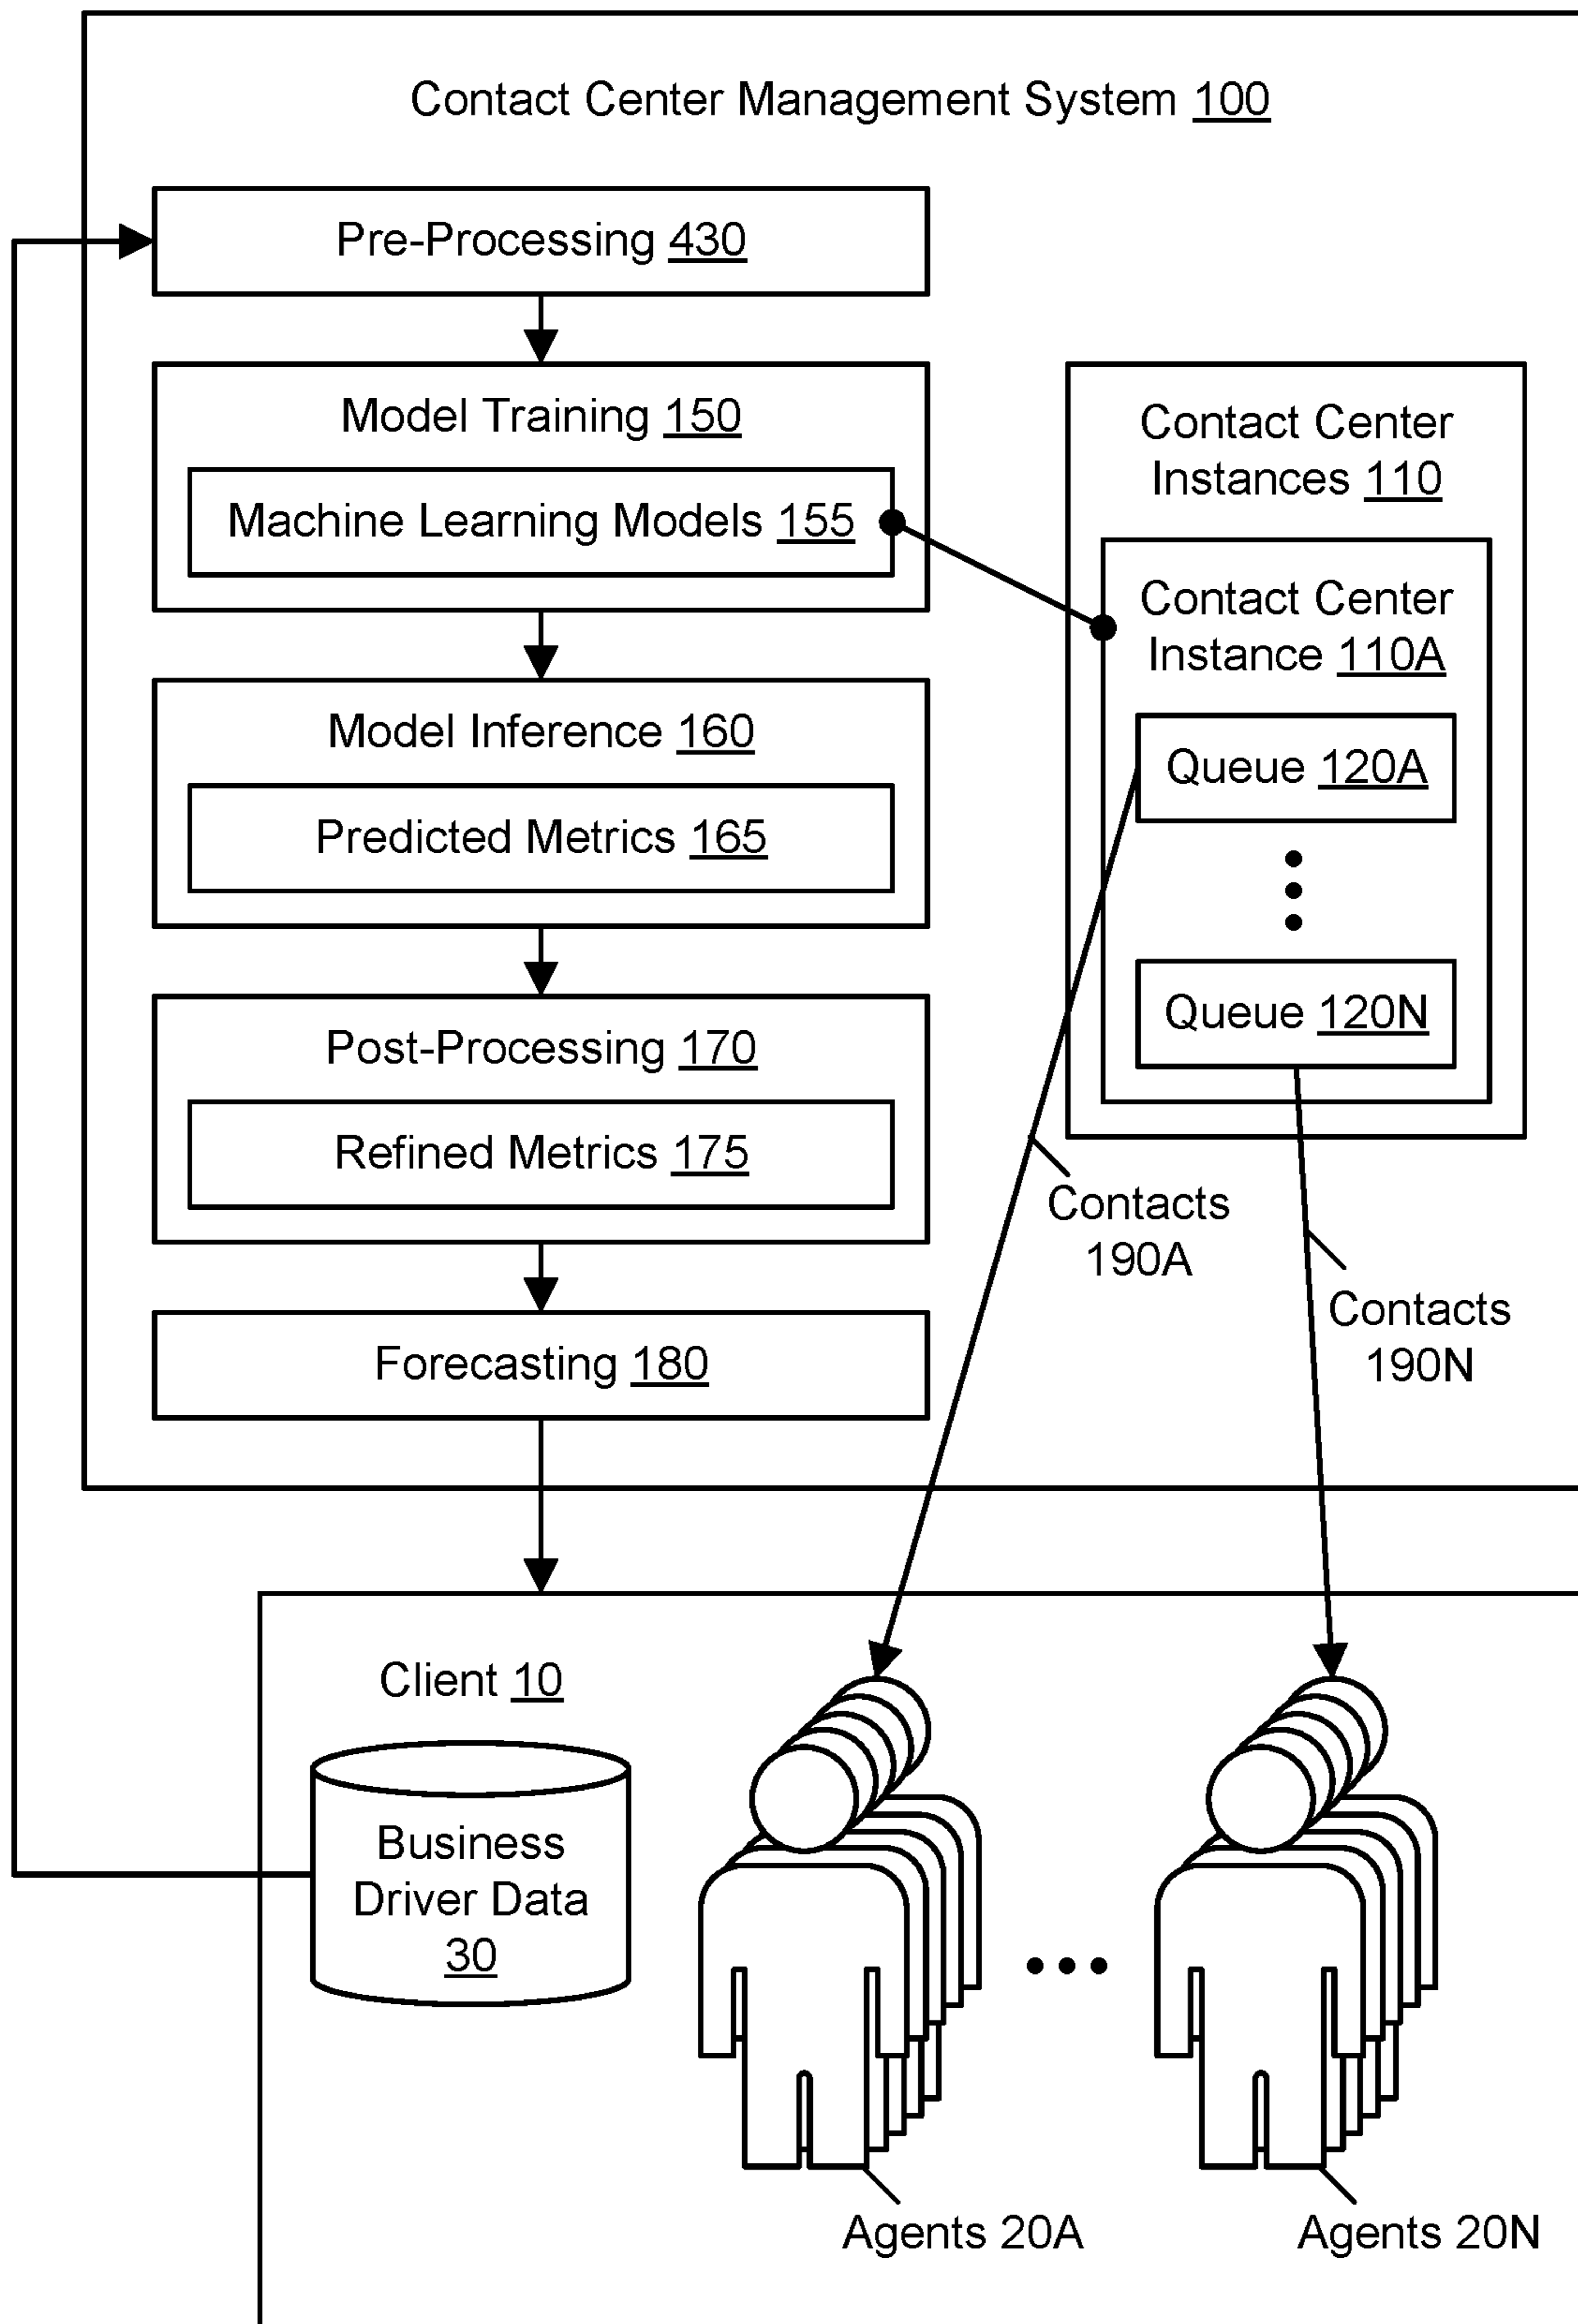 Contact Center Management System 100
Pre-Processing 430
Model Training 150
Machine Learning Models 155
Model Inference 160
Predicted Metrics 165
Post-Processing 170
Refined Metrics 175
Forecasting 180
Contact Center
Instances 110
Contact Center
Instance 110A
Queue 120A
Queue 120N
Contacts
190A
Contacts
190N
Client 10
Business
Driver Data
30
Agents 20A
Agents 20N